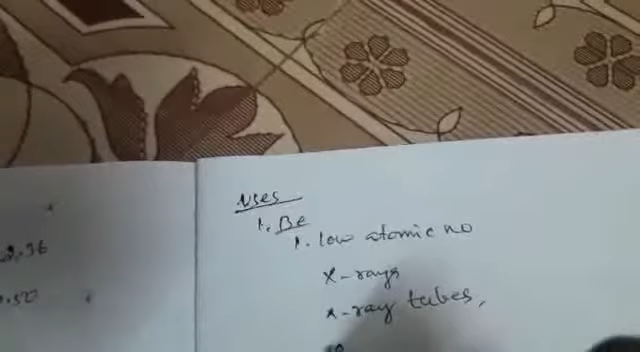 Uses
1. Be
1. low atomic no
X-rays
x-ray tubes,